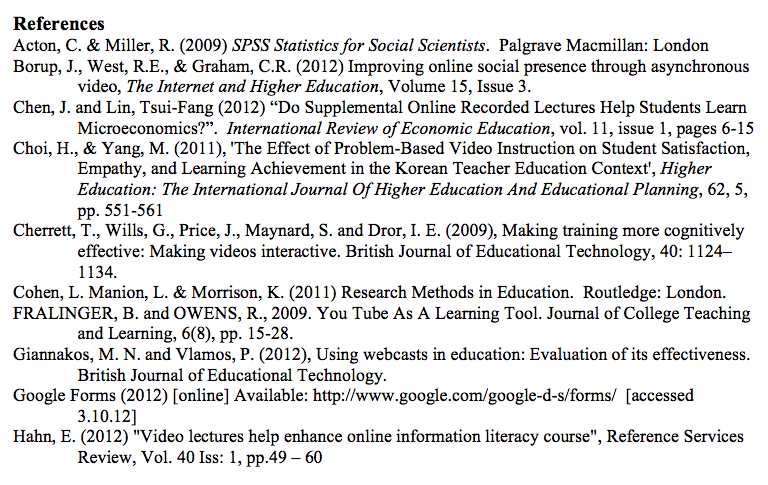 References
Acton, C. & Miller, R. (2009) SPSS Statistics for Social Scientists.  Palgrave Macmillan: London
Borup, J., West, R.E., & Graham, C.R. (2012) Improving online social presence through asynchronous
video, The Internet and Higher Education, Volume 15, Issue 3.
Chen, J. and Lin, Tsui-Fang (2012) “Do Supplemental Online Recorded Lectures Help Students Learn
Microeconomics?”.  International Review of Economic Education, vol. 11, issue 1, pages 6-15
Choi, H., & Yang, M. (2011), 'The Effect of Problem-Based Video Instruction on Student Satisfaction,
Empathy, and Learning Achievement in the Korean Teacher Education Context', Higher
Education: The International Journal Of Higher Education And Educational Planning, 62, 5,
pp. 551-561
Cherrett, T., Wills, G., Price, J., Maynard, S. and Dror, I. E. (2009), Making training more cognitively
effective: Making videos interactive. British Journal of Educational Technology, 40: 1124–
1134.
Cohen, L. Manion, L. & Morrison, K. (2011) Research Methods in Education.  Routledge: London.
FRALINGER, B. and OWENS, R., 2009. You Tube As A Learning Tool. Journal of College Teaching
and Learning, 6(8), pp. 15-28.
Giannakos, M. N. and Vlamos, P. (2012), Using webcasts in education: Evaluation of its effectiveness.
British Journal of Educational Technology.
Google Forms (2012) [online] Available: http://www.google.com/google-d-s/forms/  [accessed
3.10.12]
Hahn, E. (2012) "Video lectures help enhance online information literacy course", Reference Services
Review, Vol. 40 Iss: 1, pp.49 – 60